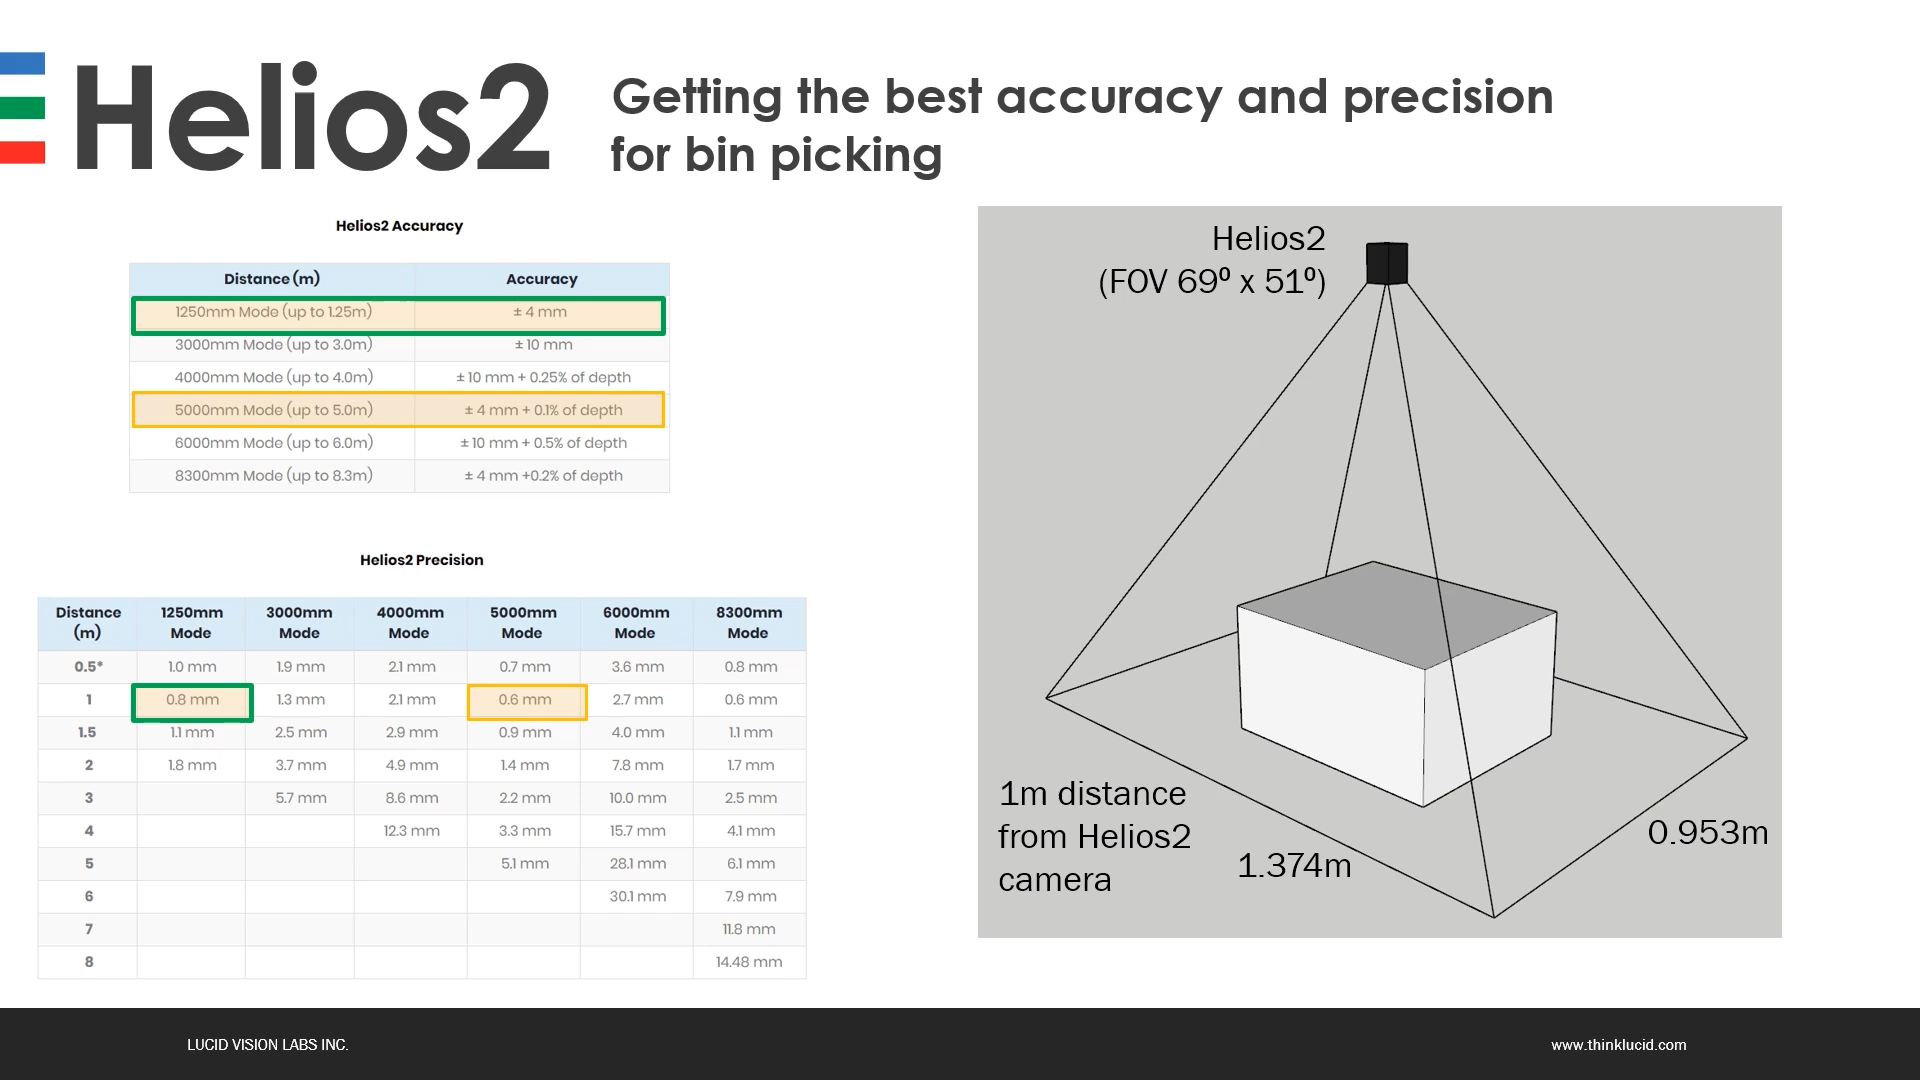 Helios2
Getting the best accuracy and precision
for bin picking
Helios2 Accuracy
Distance (m) Accuracy
1250mm Mode (up to 1.25m) ± 4 mm
3000mm Mode (up to 3.0m) ± 10 mm
4000mm Mode (up to 4.0m) ± 10 mm + 0.25% of depth
5000mm Mode (up to 5.0m) ± 4 mm + 0.1% of depth
6000mm Mode (up to 6.0m) ± 10 mm + 0.5% of depth
8300mm Mode (up to 8.3m) ± 4 mm +0.2% of depth
Helios2 Precision
Distance 1250mm 3000mm 4000mm 5000mm 6000mm 8300mm
(m) Mode Mode Mode Mode Mode Mode
0.5* 1.0 mm 1.9 mm 2.1 mm 0.7 mm 3.6 mm 0.8 mm
1 0.8 mm 1.3 mm 2.1 mm 0.6 mm 2.7 mm 0.6 mm
1.5 1.1 mm 2.5 mm 2.9 mm 0.9 mm 4.0 mm 1.1 mm
2 1.8 mm 3.7 mm 4.9 mm 1.4 mm 7.8 mm 1.7 mm
3 5.7 mm 8.6 mm 2.2 mm 10.0 mm 2.5 mm
4 12.3 mm 3.3 mm 15.7 mm 4.1 mm
5 5.1 mm 28.1 mm 6.1 mm
6 30.1 mm 7.9 mm
7 11.8 mm
8 14.48 mm
Helios2
(FOV 69⁰ x 51⁰)
1m distance
from Helios2
camera
1.374m
0.953m
LUCID VISION LABS INC.
www.thinklucid.com